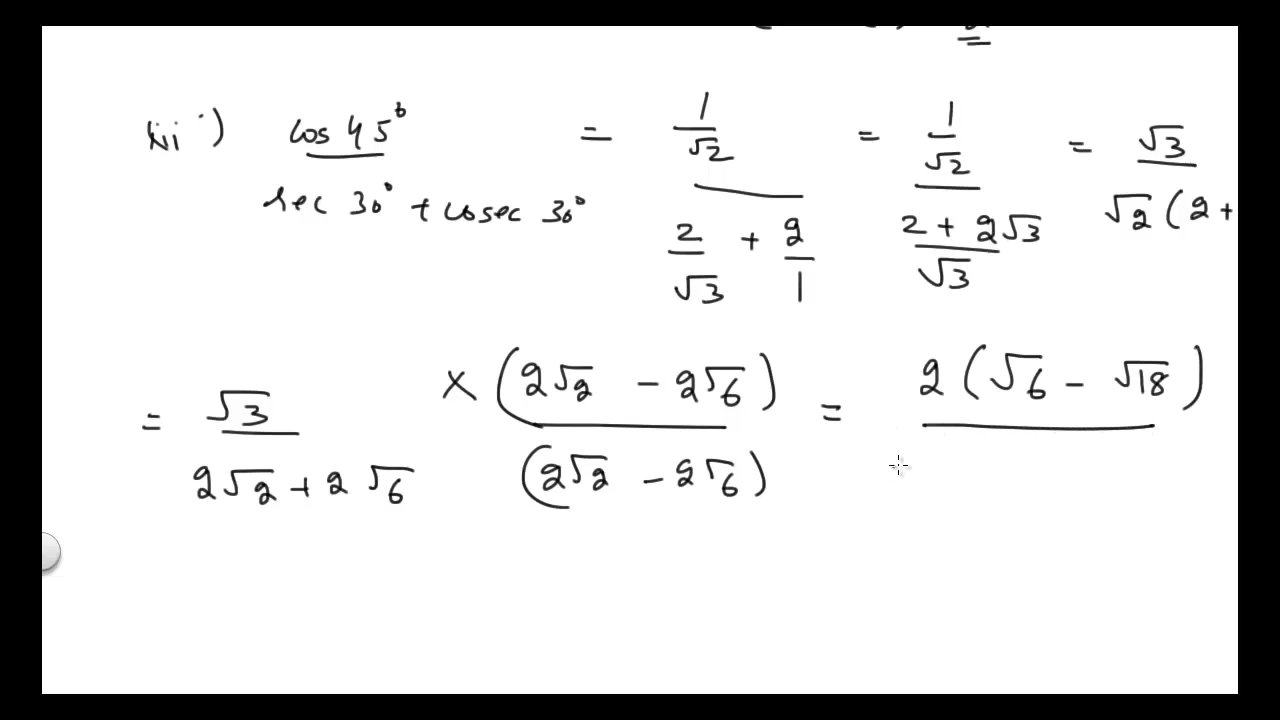 iii) cos 45° / sec 30° + cosec 30° = (1/√2) / (2/√3 + 2/1) = (1/√2) / ((2 + 2√3)/√3) = √3 / √2 (2 +
= √3 / 2√2 + 2√6 × (2√2 - 2√6) / (2√2 - 2√6) = 2 (√6 - √18)